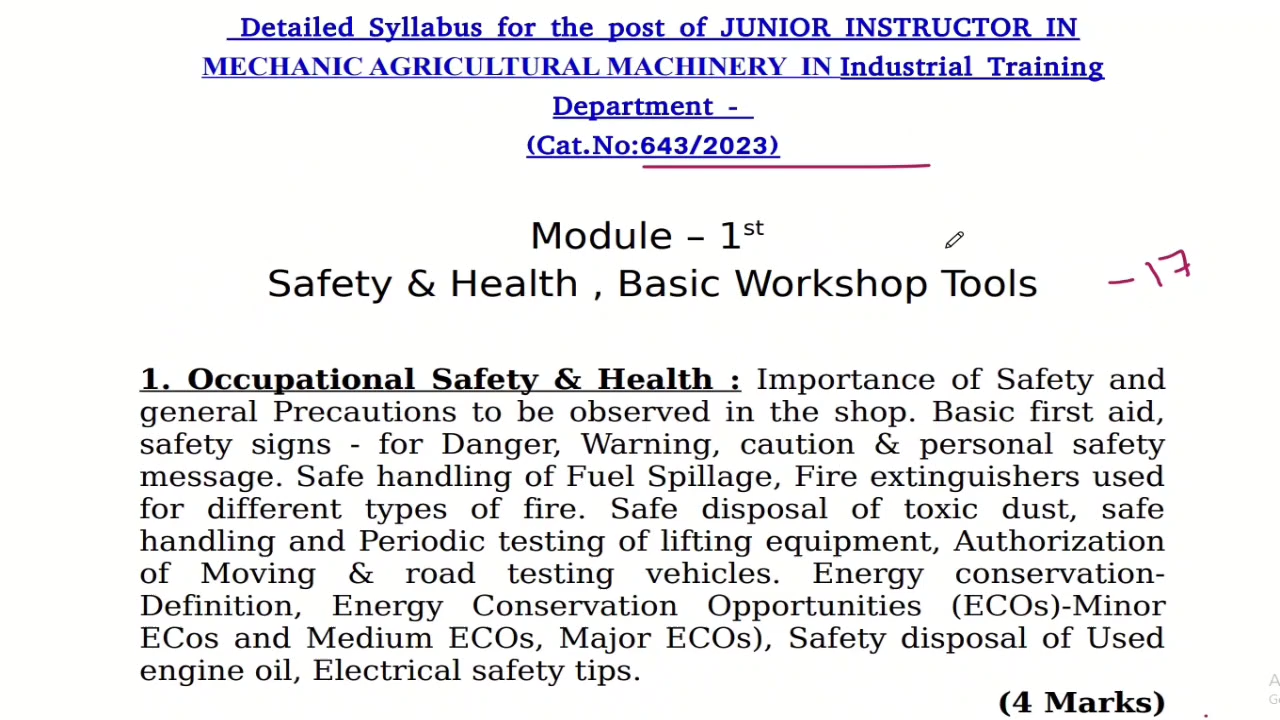 Detailed Syllabus for the post of JUNIOR INSTRUCTOR IN
MECHANIC AGRICULTURAL MACHINERY IN Industrial Training
Department -
(Cat.No:643/2023)
Module – 1st
Safety & Health , Basic Workshop Tools
– 17
1. Occupational Safety & Health : Importance of Safety and
general Precautions to be observed in the shop. Basic first aid,
safety signs - for Danger, Warning, caution & personal safety
message. Safe handling of Fuel Spillage, Fire extinguishers used
for different types of fire. Safe disposal of toxic dust, safe
handling and Periodic testing of lifting equipment, Authorization
of Moving & road testing vehicles. Energy conservation-
Definition, Energy Conservation Opportunities (ECOs)-Minor
ECos and Medium ECOs, Major ECOs), Safety disposal of Used
engine oil, Electrical safety tips.
(4 Marks)